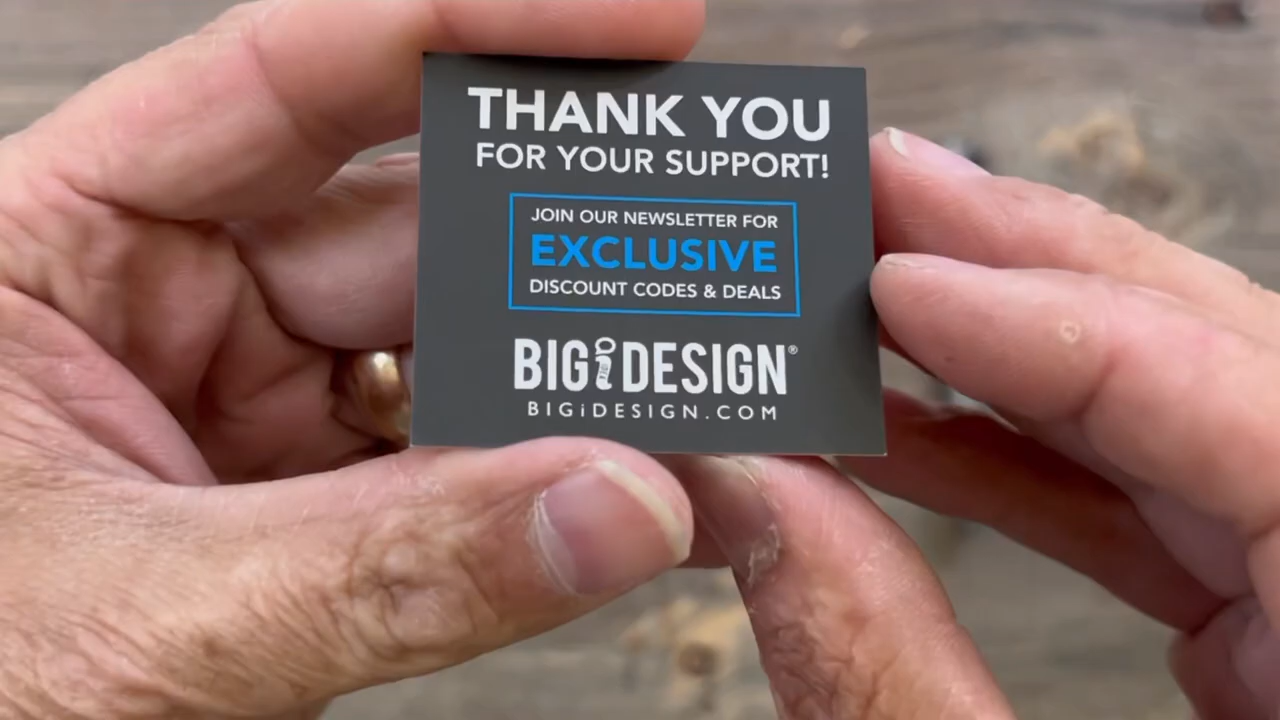 THANK YOU
FOR YOUR SUPPORT!
JOIN OUR NEWSLETTER FOR
EXCLUSIVE
DISCOUNT CODES & DEALS
BIGiDESIGN®
BIGiDESIGN.COM